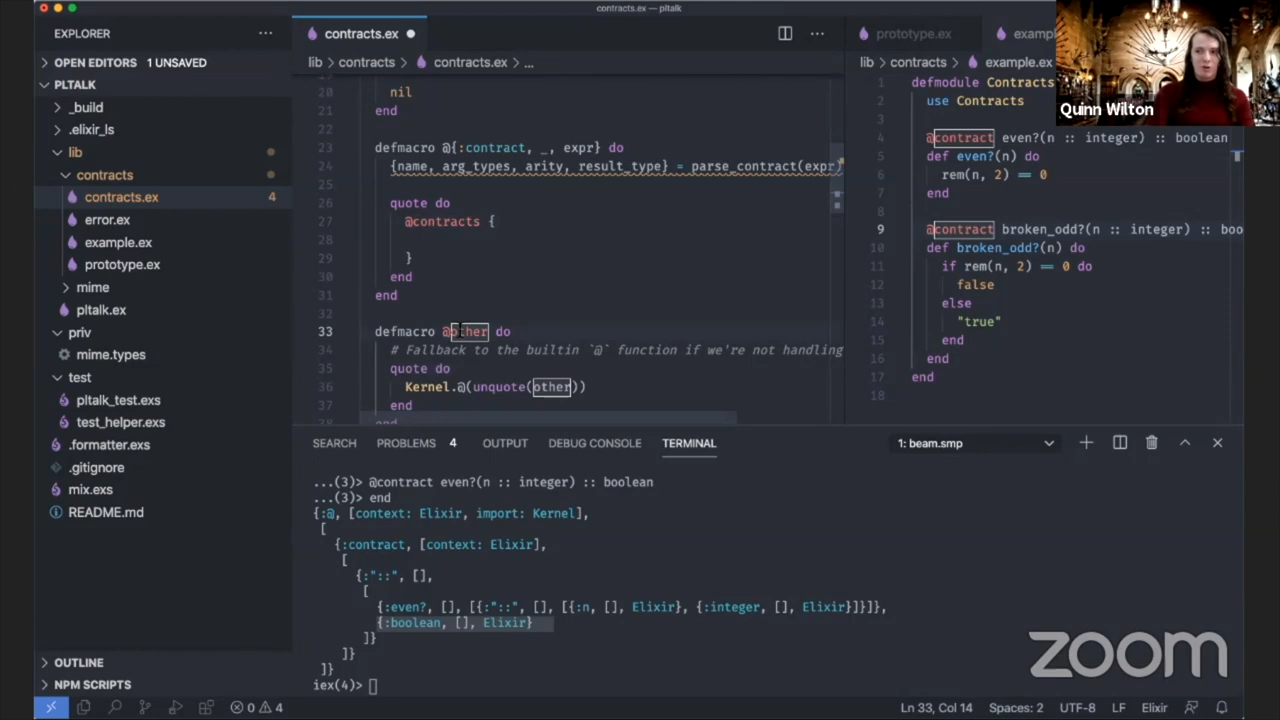 contracts.ex — pltalk
EXPLORER
OPEN EDITORS 1 UNSAVED
PLTALK
_build
.elixir_ls
lib
contracts
contracts.ex 4
error.ex
example.ex
prototype.ex
mime
pltalk.ex
priv
mime.types
test
pltalk_test.exs
test_helper.exs
.formatter.exs
.gitignore
mix.exs
README.md
OUTLINE
NPM SCRIPTS
contracts.ex
lib > contracts > contracts.ex > ...
20 nil
21 end
22
23 defmacro @{:contract, _, expr} do
24 {name, arg_types, arity, result_type} = parse_contract(expr)
25
26 quote do
27 @contracts {
28
29 }
30 end
31 end
32
33 defmacro @other do
34 # Fallback to the builtin `@` function if we're not handling
35 quote do
36 Kernel.@(unquote(other))
37 end
prototype.ex
lib > contracts > example.ex
1 defmodule Contracts
2 use Contracts
3
4 @contract even?(n :: integer) :: boolean
5 def even?(n) do
6 rem(n, 2) == 0
7 end
8
9 @contract broken_odd?(n :: integer) :: boo
10 def broken_odd?(n) do
11 if rem(n, 2) == 0 do
12 false
13 else
14 "true"
15 end
16 end
17 end
18
Quinn Wilton
SEARCH PROBLEMS 4 OUTPUT DEBUG CONSOLE TERMINAL 1: beam.smp
...(3)> @contract even?(n :: integer) :: boolean
...(3)> end
{:@, [context: Elixir, import: Kernel],
[
{:contract, [context: Elixir],
[
{:"::", [],
[
{:even?, [], [{:"::", [], [{:n, [], Elixir}, {:integer, [], Elixir}]}]},
{:boolean, [], Elixir}
]}
]}
]}
iex(4)>
zoom
0 4 Ln 33, Col 14 Spaces: 2 UTF-8 LF Elixir